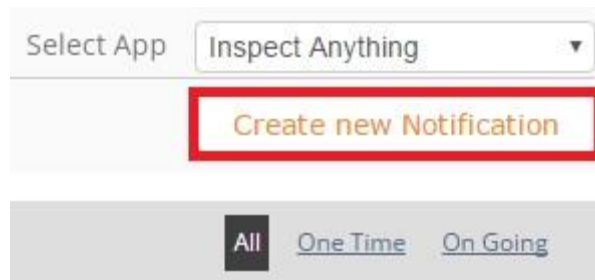 Select App Inspect Anything
Create new Notification
All One Time On Going